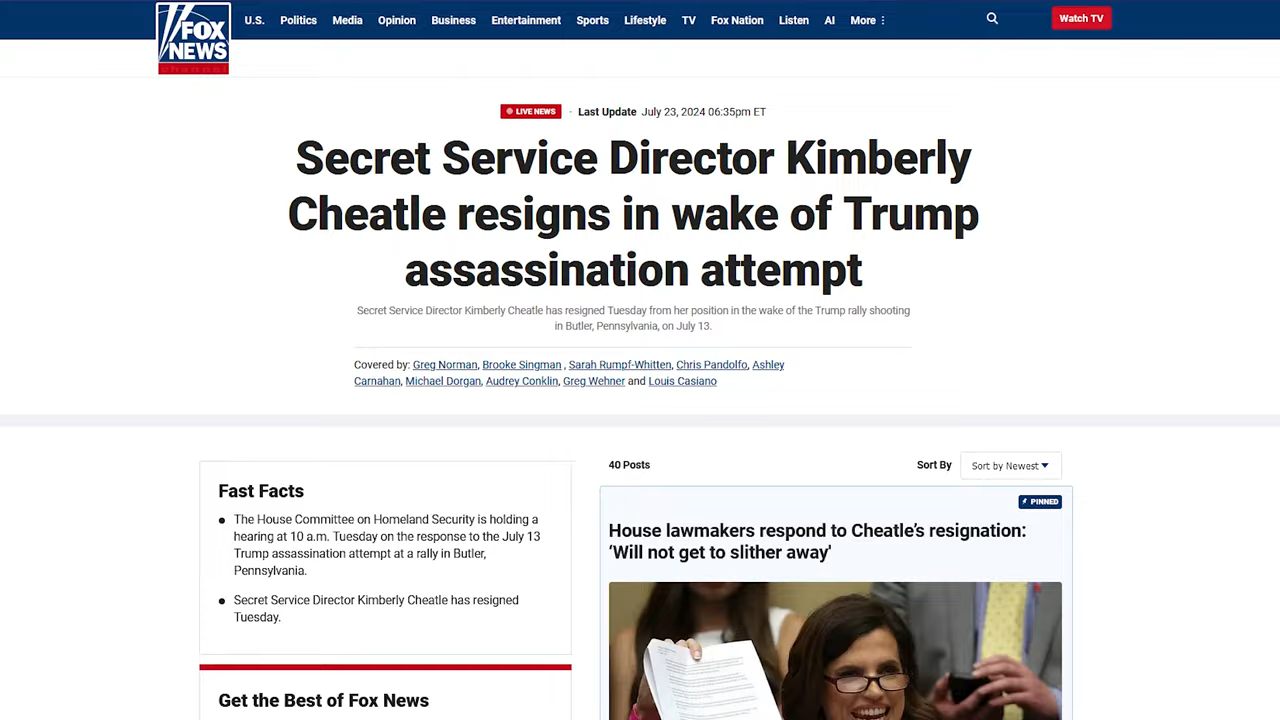 FOX
NEWS
U.S. Politics Media Opinion Business Entertainment Sports Lifestyle TV Fox Nation Listen AI More
Watch TV
LIVE NEWS - Last Update July 23, 2024 06:35pm ET
Secret Service Director Kimberly
Cheatle resigns in wake of Trump
assassination attempt
Secret Service Director Kimberly Cheatle has resigned Tuesday from her position in the wake of the Trump rally shooting
in Butler, Pennsylvania, on July 13.
Covered by: Greg Norman, Brooke Singman , Sarah Rumpf-Whitten, Chris Pandolfo, Ashley
Carnahan, Michael Dorgan, Audrey Conklin, Greg Wehner and Louis Casiano
Fast Facts
The House Committee on Homeland Security is holding a
hearing at 10 a.m. Tuesday on the response to the July 13
Trump assassination attempt at a rally in Butler,
Pennsylvania.
Secret Service Director Kimberly Cheatle has resigned
Tuesday.
Get the Best of Fox News
40 Posts
Sort By Sort by Newest
PINNED
House lawmakers respond to Cheatle’s resignation:
‘Will not get to slither away'